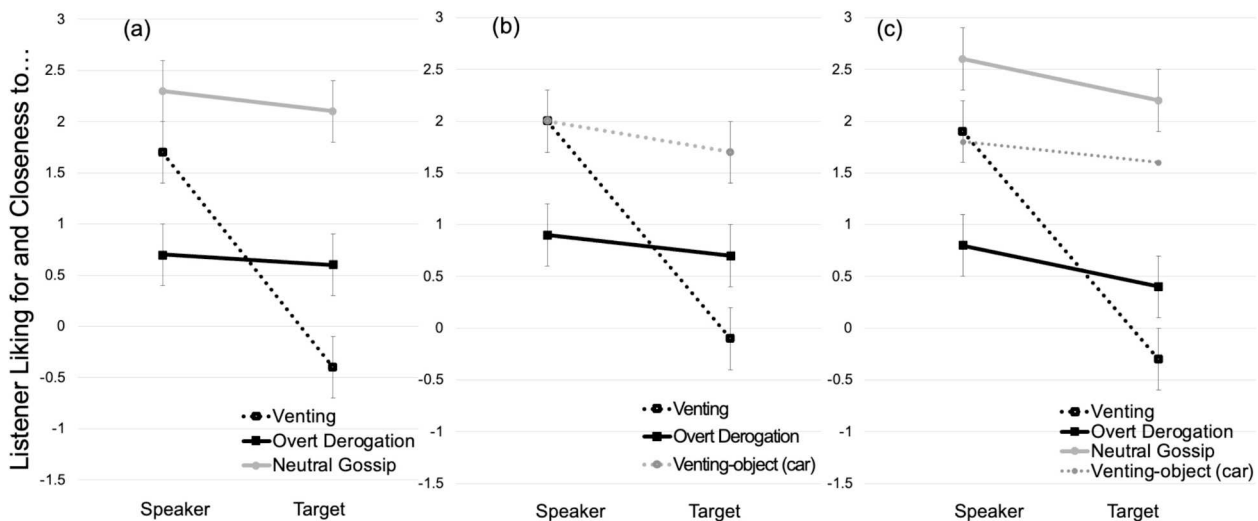 Listener Liking for and Closeness to…
(a)
3
2.5
2
1.5
1
0.5
0
-0.5
-1
-1.5
Venting
Overt Derogation
Neutral Gossip
Speaker Target
(b)
3
2.5
2
1.5
1
0.5
0
-0.5
-1
-1.5
Venting
Overt Derogation
Venting-object (car)
Speaker Target
(c)
3
2.5
2
1.5
1
0.5
0
-0.5
-1
-1.5
Venting
Overt Derogation
Neutral Gossip
Venting-object (car)
Speaker Target